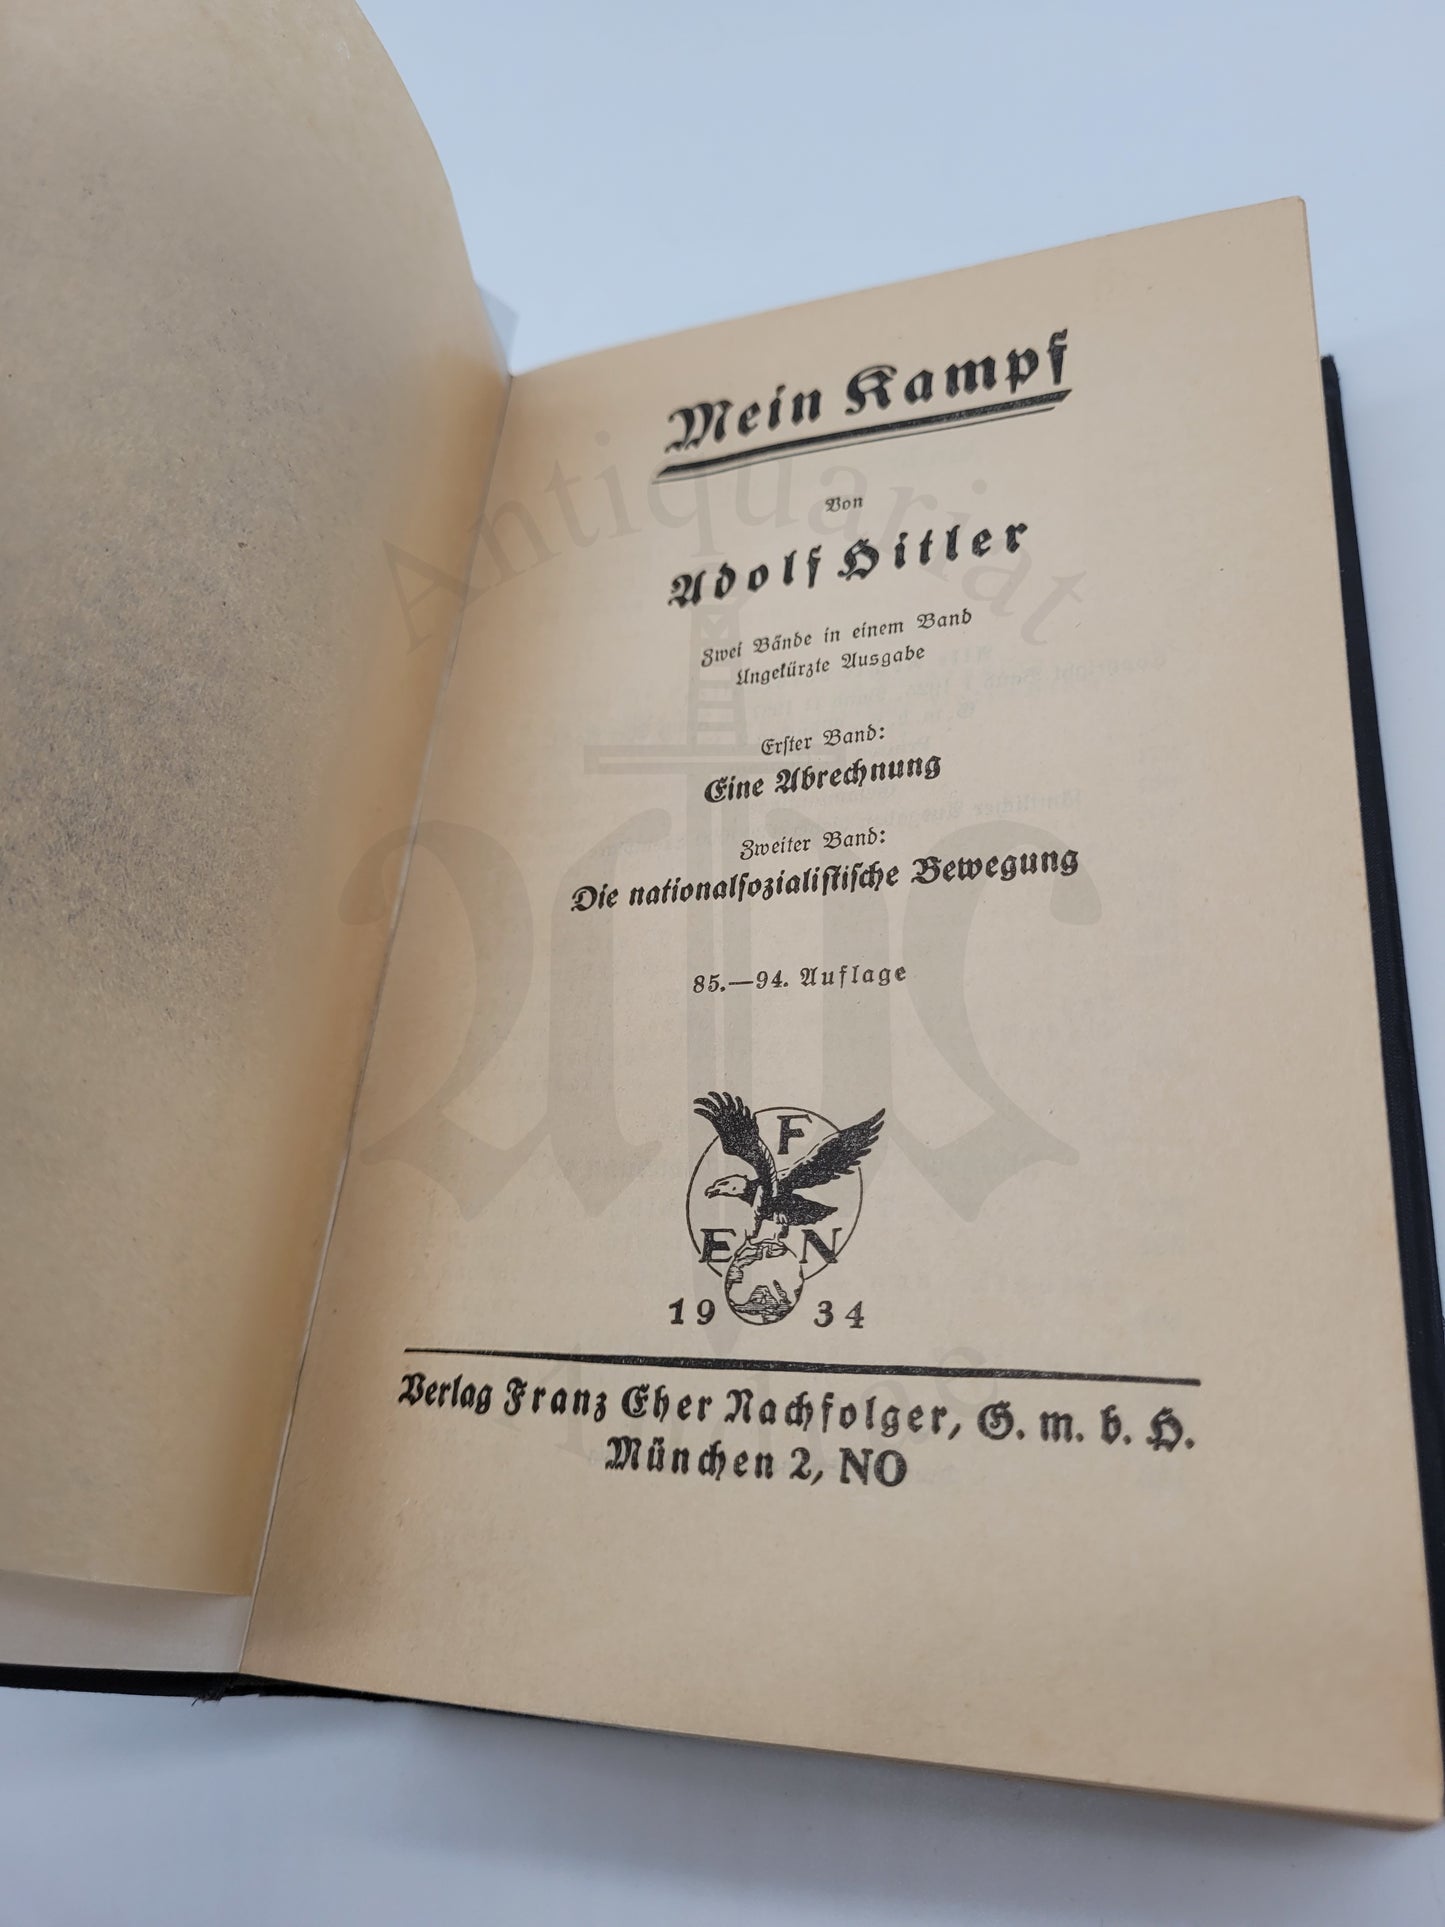 Mein Kampf
Von
Adolf Hitler
Zwei Bände in einem Band
Ungekürzte Ausgabe
Erster Band:
Eine Abrechnung
Zweiter Band:
Die nationalsozialistische Bewegung
85.—94. Auflage
F
E N
19 34
Verlag Franz Eher Nachfolger, G. m. b. H.
München 2, NO
Antiquariat